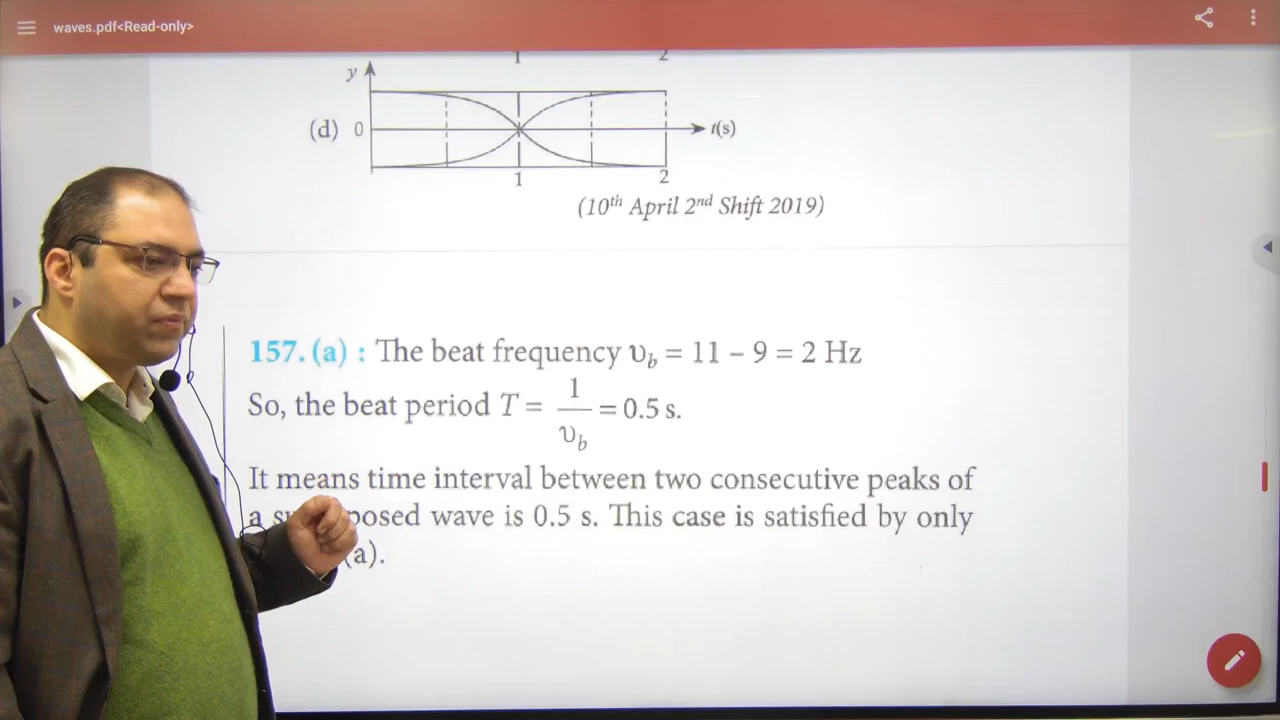 waves.pdf<Read-only>
1 2
y
(d) 0 t(s)
1 2
(10th April 2nd Shift 2019)
157. (a) : The beat frequency υb = 11 – 9 = 2 Hz
So, the beat period T = 1/υb = 0.5 s.
It means time interval between two consecutive peaks of
a wave is 0.5 s. This case is satisfied by only
(a).